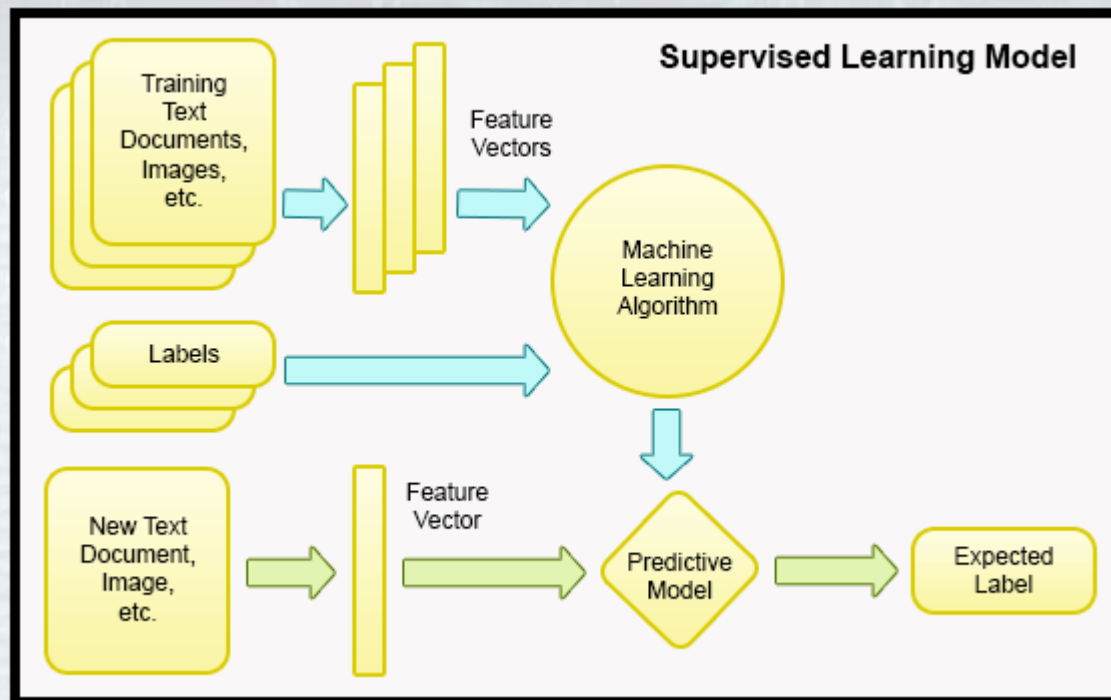 Supervised Learning Model
Training
Text
Documents,
Images,
etc.
Feature
Vectors
Machine
Learning
Algorithm
Labels
New Text
Document,
Image,
etc.
Feature
Vector
Predictive
Model
Expected
Label